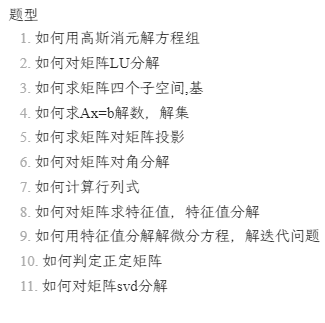 题型
1. 如何用高斯消元解方程组
2. 如何对矩阵LU分解
3. 如何求矩阵四个子空间,基
4. 如何求Ax=b解数，解集
5. 如何求矩阵对矩阵投影
6. 如何对矩阵对角分解
7. 如何计算行列式
8. 如何对矩阵求特征值，特征值分解
9. 如何用特征值分解解微分方程，解迭代问题
10. 如何判定正定矩阵
11. 如何对矩阵svd分解